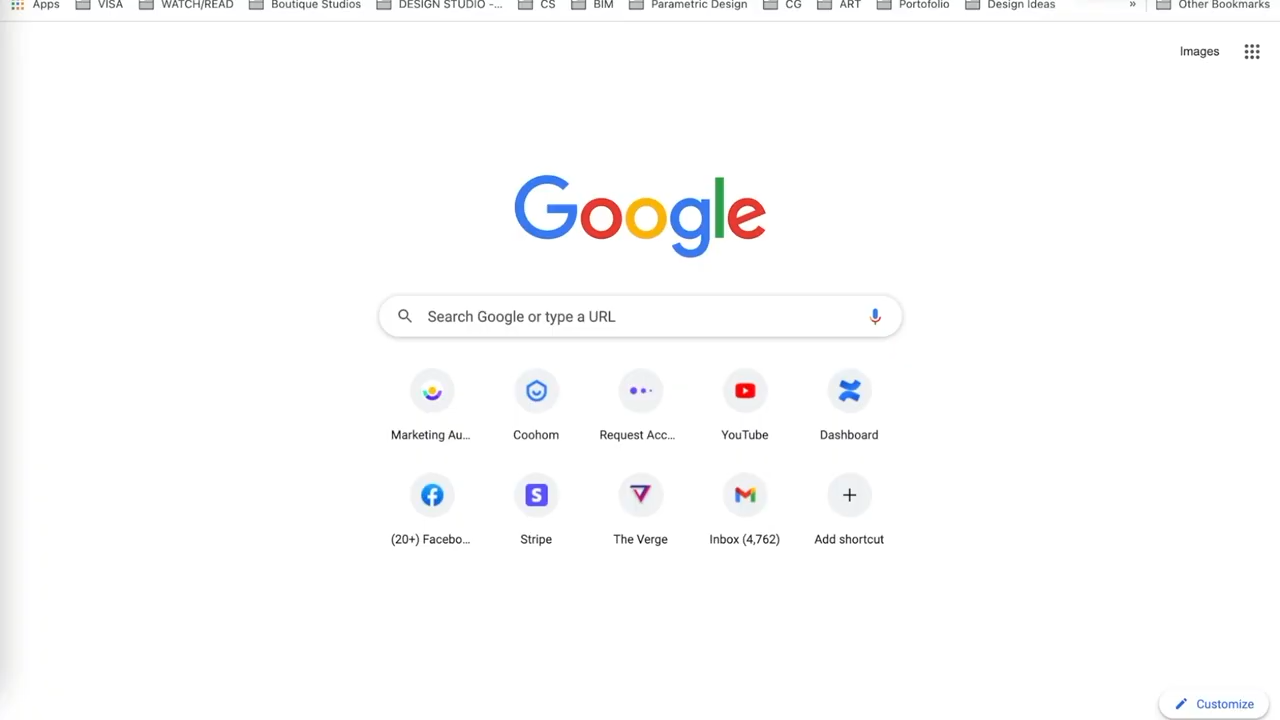 Apps VISA WATCH/READ Boutique Studios DESIGN STUDIO -... CS BIM Parametric Design CG ART Portofolio Design Ideas » Other Bookmarks
Images
Google
Search Google or type a URL
Marketing Au... Coohom Request Acc... YouTube Dashboard
(20+) Facebo... Stripe The Verge Inbox (4,762) Add shortcut
Customize